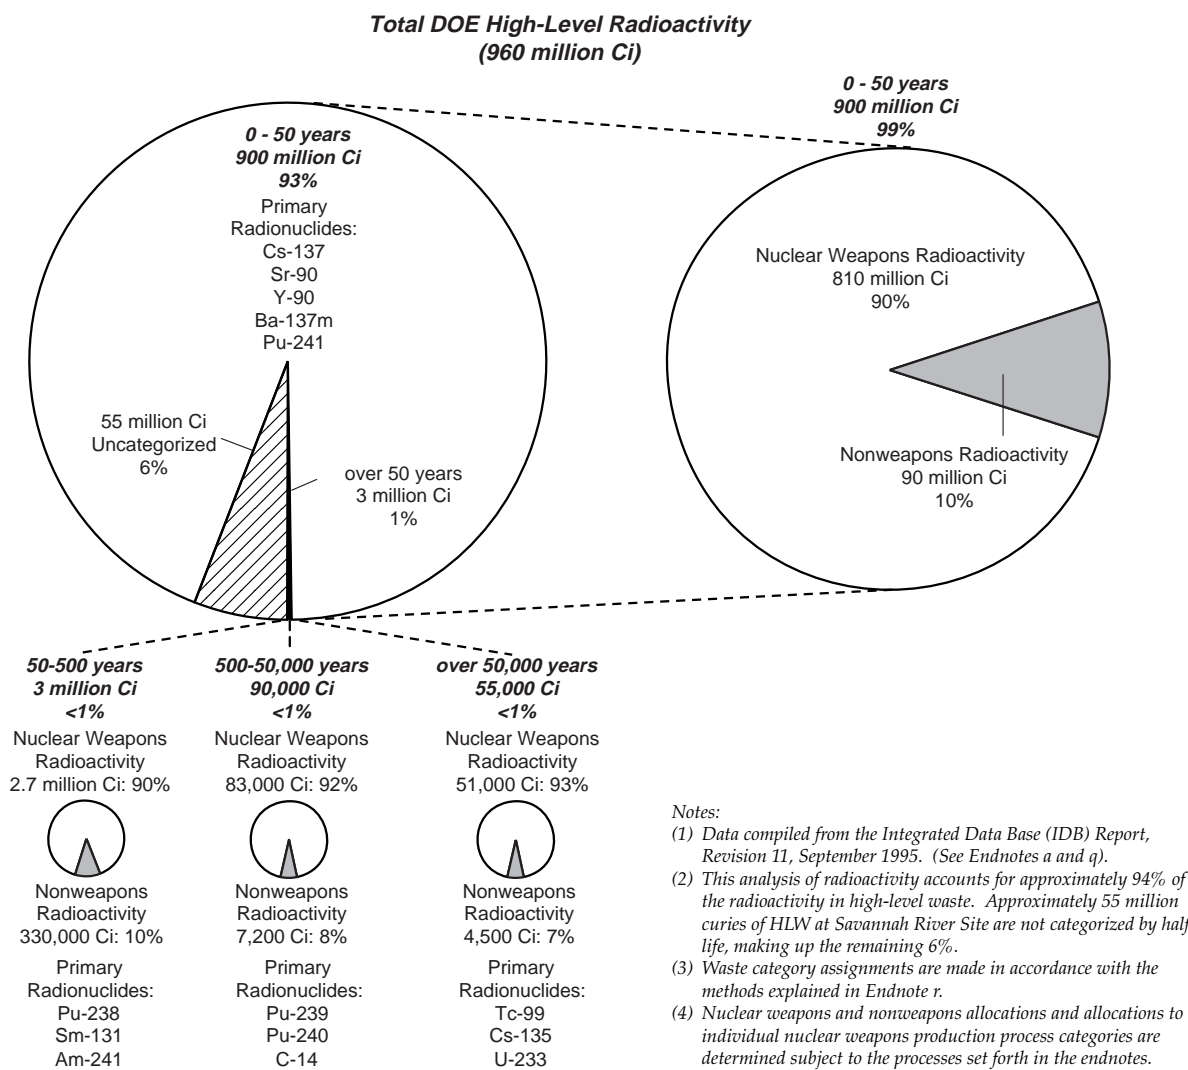 Total DOE High-Level Radioactivity
(960 million Ci)
0 - 50 years
900 million Ci
93%
Primary
Radionuclides:
Cs-137
Sr-90
Y-90
Ba-137m
Pu-241
55 million Ci
Uncategorized
6%
over 50 years
3 million Ci
1%
0 - 50 years
900 million Ci
99%
Nuclear Weapons Radioactivity
810 million Ci
90%
Nonweapons Radioactivity
90 million Ci
10%
50-500 years
3 million Ci
<1%
Nuclear Weapons
Radioactivity
2.7 million Ci: 90%
Nonweapons
Radioactivity
330,000 Ci: 10%
Primary
Radionuclides:
Pu-238
Sm-131
Am-241
500-50,000 years
90,000 Ci
<1%
Nuclear Weapons
Radioactivity
83,000 Ci: 92%
Nonweapons
Radioactivity
7,200 Ci: 8%
Primary
Radionuclides:
Pu-239
Pu-240
C-14
over 50,000 years
55,000 Ci
<1%
Nuclear Weapons
Radioactivity
51,000 Ci: 93%
Nonweapons
Radioactivity
4,500 Ci: 7%
Primary
Radionuclides:
Tc-99
Cs-135
U-233
Notes:
(1) Data compiled from the Integrated Data Base (IDB) Report,
Revision 11, September 1995. (See Endnotes a and q).
(2) This analysis of radioactivity accounts for approximately 94% of
the radioactivity in high-level waste. Approximately 55 million
curies of HLW at Savannah River Site are not categorized by half
life, making up the remaining 6%.
(3) Waste category assignments are made in accordance with the
methods explained in Endnote r.
(4) Nuclear weapons and nonweapons allocations and allocations to
individual nuclear weapons production process categories are
determined subject to the processes set forth in the endnotes.